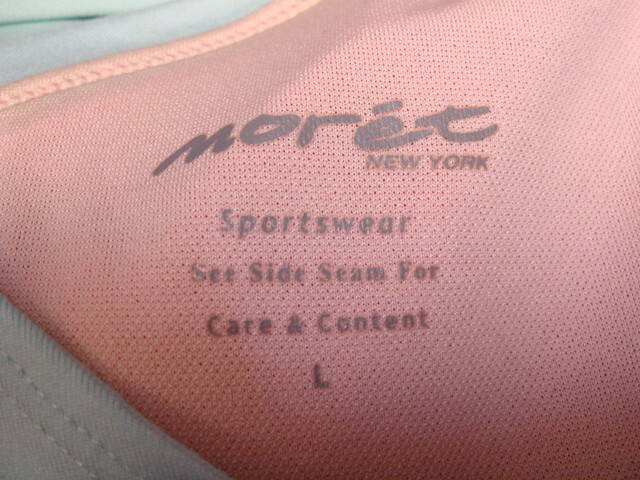 morét
NEW YORK
Sportswear
See Side Seam For
Care & Content
L